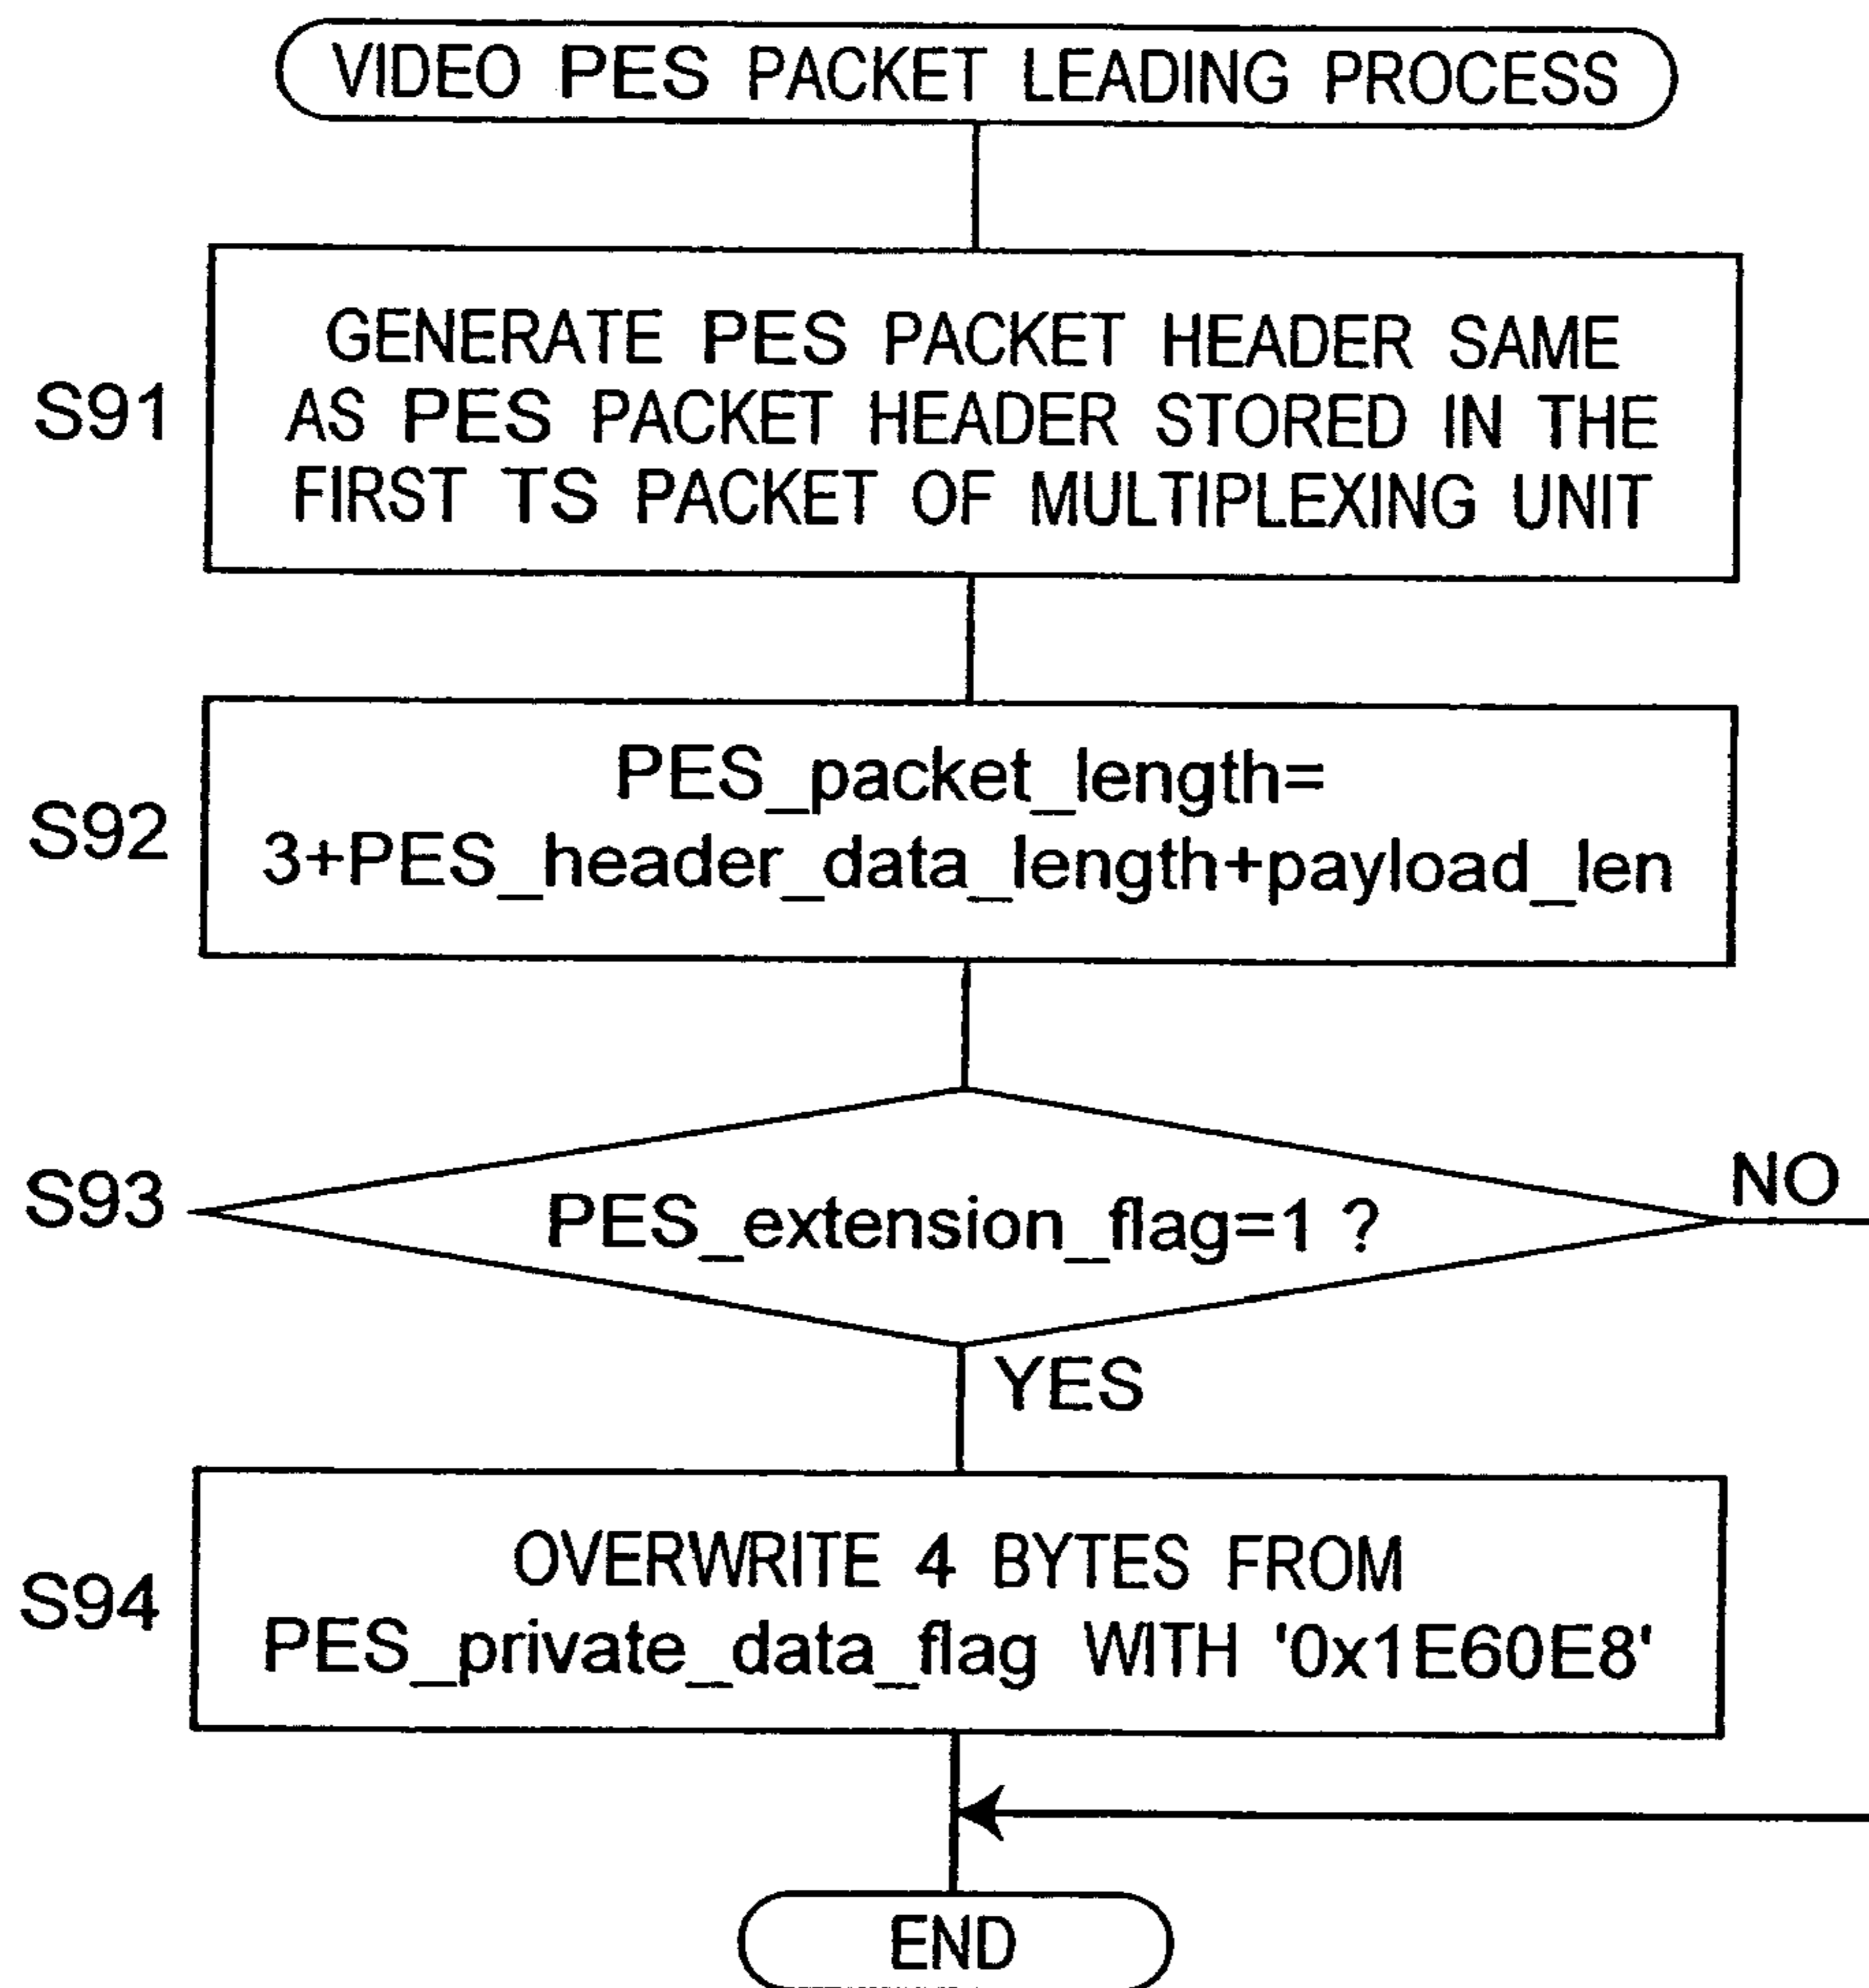 VIDEO PES PACKET LEADING PROCESS
GENERATE PES PACKET HEADER SAME
S91
AS PES PACKET HEADER STORED IN THE
FIRST TS PACKET OF MULTIPLEXING UNIT
PES_packet_length=
S92
3+PES_header_data_length+payload_len
S93
PES_extension_flag=1 ?
NO
YES
OVERWRITE 4 BYTES FROM
S94
PES_private_data_flag WITH '0x1E60E8'
END